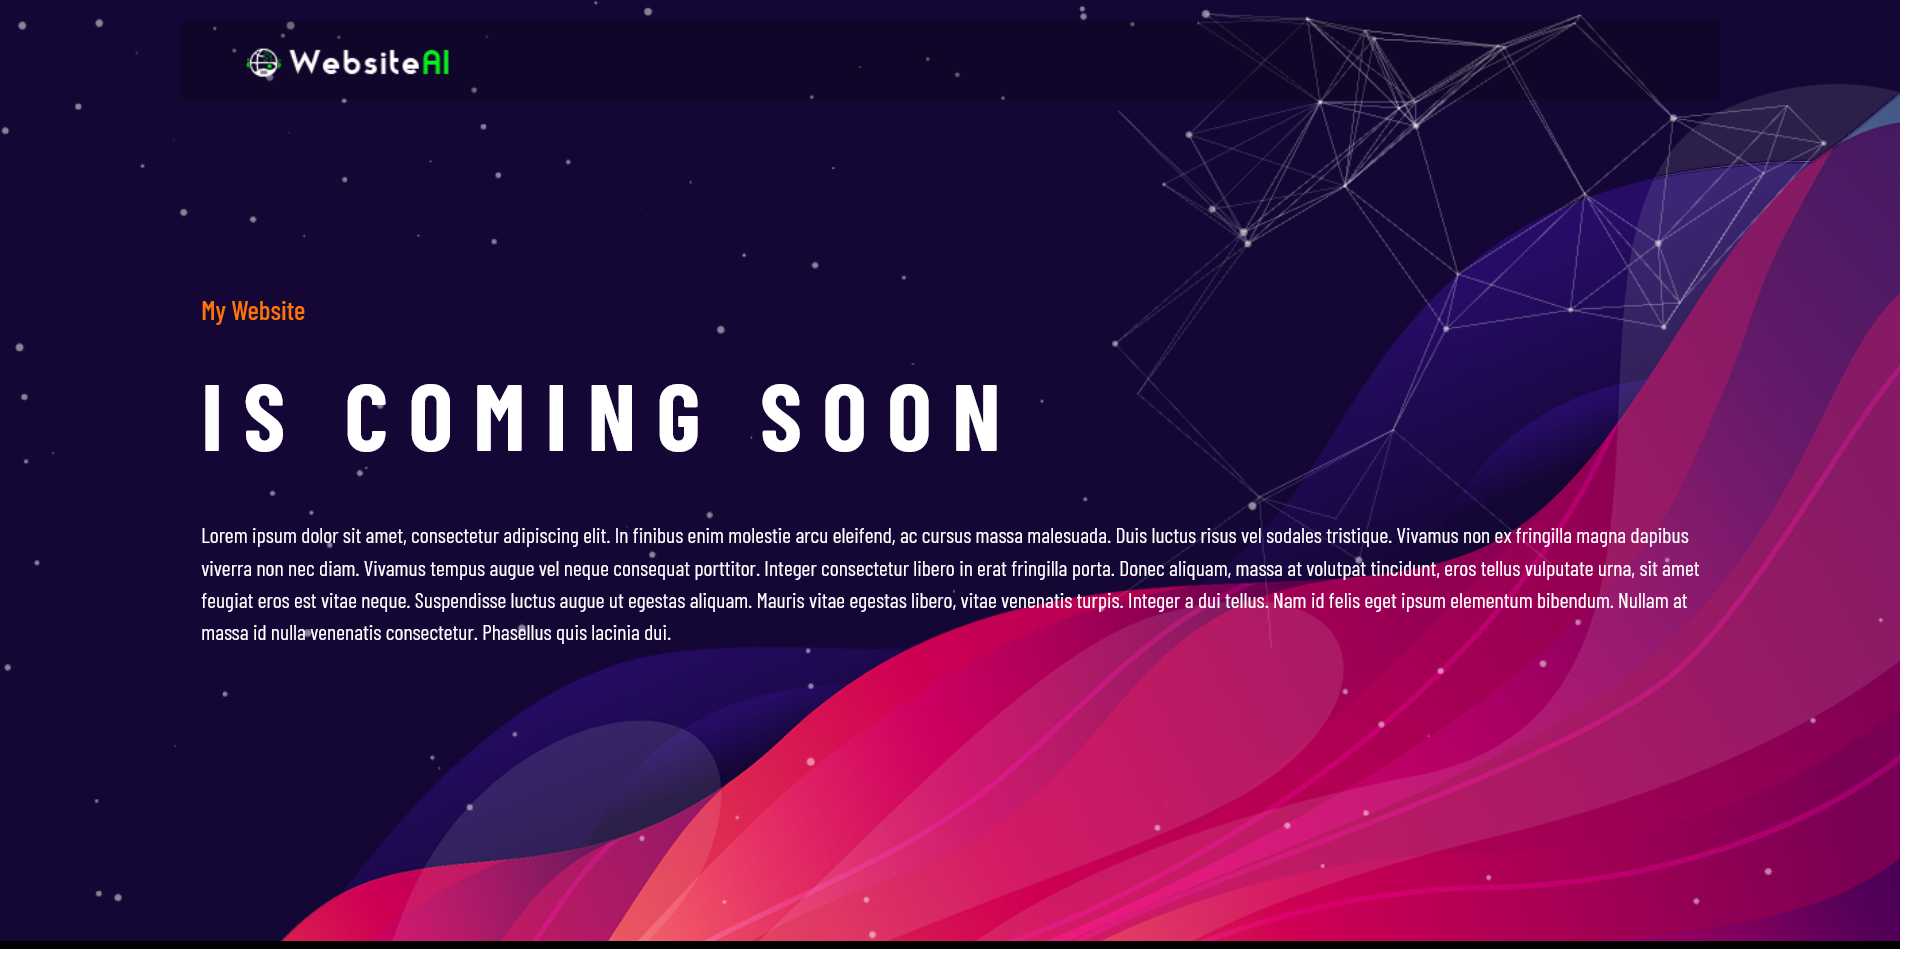 WebsiteAI
My Website
IS COMING SOON
Lorem ipsum dolor sit amet, consectetur adipiscing elit. In finibus enim molestie arcu eleifend, ac cursus massa malesuada. Duis luctus risus vel sodales tristique. Vivamus non ex fringilla magna dapibus
viverra non nec diam. Vivamus tempus augue vel neque consequat porttitor. Integer consectetur libero in erat fringilla porta. Donec aliquam, massa at volutpat tincidunt, eros tellus vulputate urna, sit amet
feugiat eros est vitae neque. Suspendisse luctus augue ut egestas aliquam. Mauris vitae egestas libero, vitae venenatis turpis. Integer a dui tellus. Nam id felis eget ipsum elementum bibendum. Nullam at
massa id nulla venenatis consectetur. Phasellus quis lacinia dui.